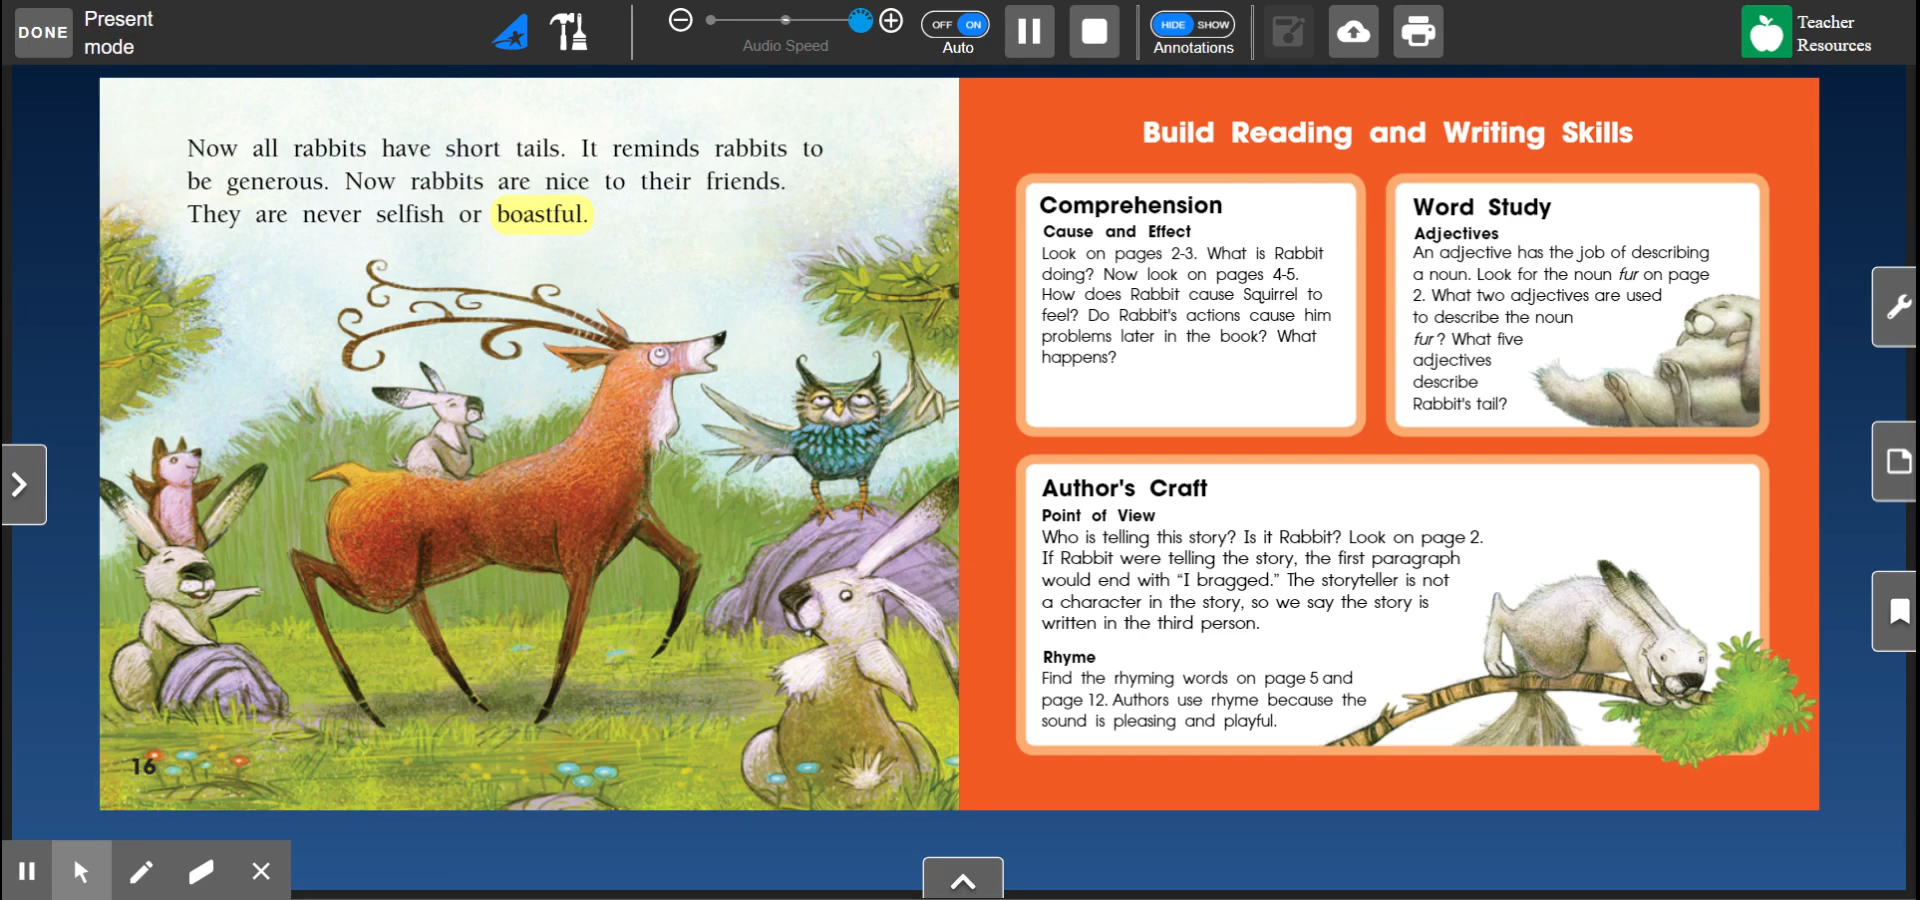 DONE
Present
mode
Audio Speed
OFF ON
Auto
HIDE SHOW
Annotations
Teacher
Resources
Now all rabbits have short tails. It reminds rabbits to
be generous. Now rabbits are nice to their friends.
They are never selfish or boastful.
16
Build Reading and Writing Skills
Comprehension
Cause and Effect
Look on pages 2-3. What is Rabbit
doing? Now look on pages 4-5.
How does Rabbit cause Squirrel to
feel? Do Rabbit's actions cause him
problems later in the book? What
happens?
Word Study
Adjectives
An adjective has the job of describing
a noun. Look for the noun fur on page
2. What two adjectives are used
to describe the noun
fur? What five
adjectives
describe
Rabbit's tail?
Author's Craft
Point of View
Who is telling this story? Is it Rabbit? Look on page 2.
If Rabbit were telling the story, the first paragraph
would end with “I bragged.” The storyteller is not
a character in the story, so we say the story is
written in the third person.
Rhyme
Find the rhyming words on page 5 and
page 12. Authors use rhyme because the
sound is pleasing and playful.